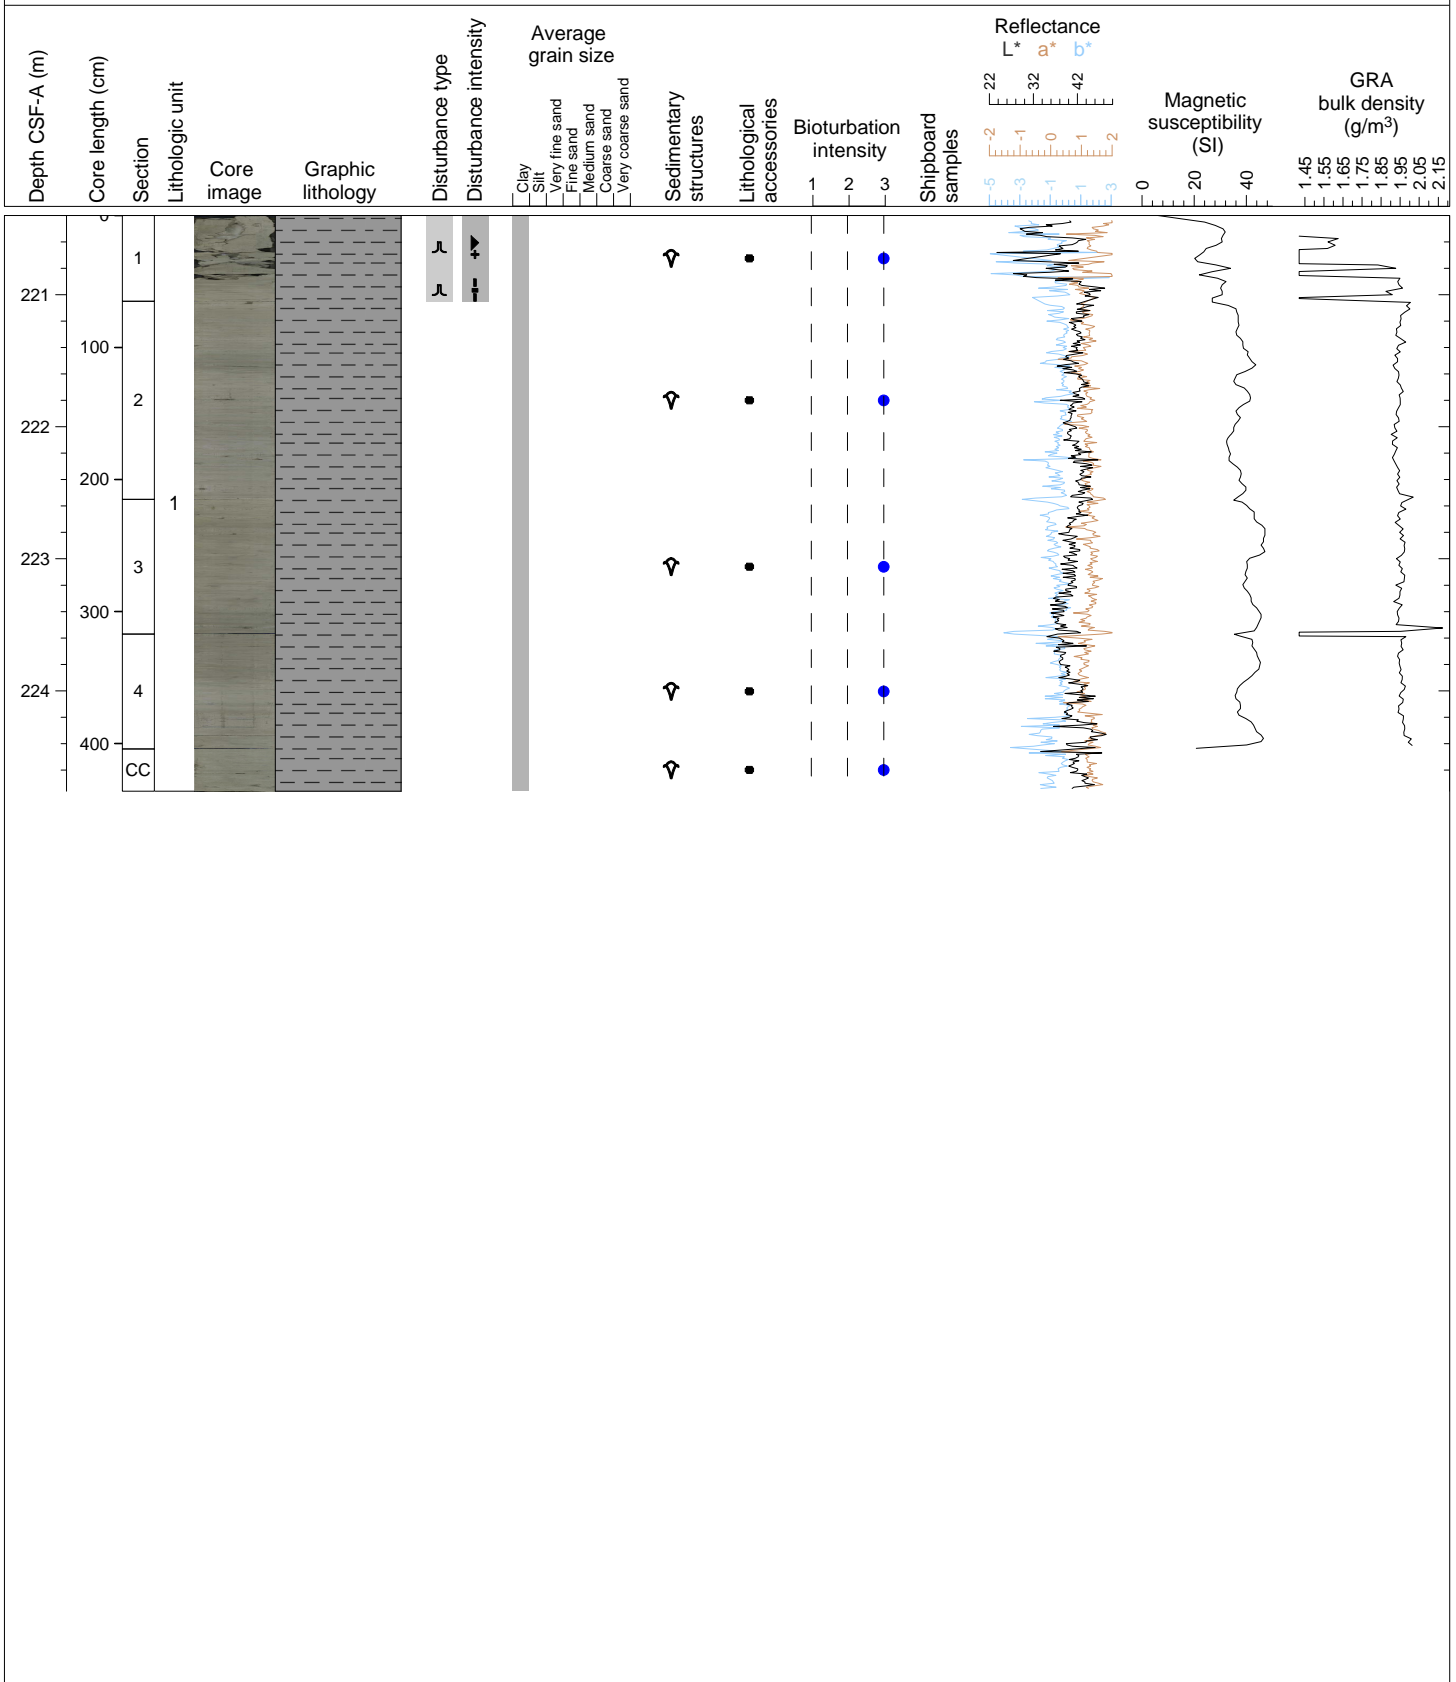 Depth CSF-A (m)
Core length (cm)
Section
Lithologic unit
Core
image
Graphic
lithology
Disturbance type
Disturbance intensity
Average
grain size
Clay
Silt
Very fine sand
Fine sand
Medium sand
Coarse sand
Very coarse sand
Sedimentary
structures
Lithological
accessories
Bioturbation
intensity
1 2 3
Shipboard
samples
Reflectance
L* a* b*
22 32 42
-2 -1 0 1 2
-5 -3 -1 1 3
Magnetic
susceptibility
(SI)
0 20 40
GRA
bulk density
(g/m³)
1.45 1.55 1.65 1.75 1.85 1.95 2.05 2.15
0
1
221
100
2
222
200
1
223
3
300
224
4
400
CC